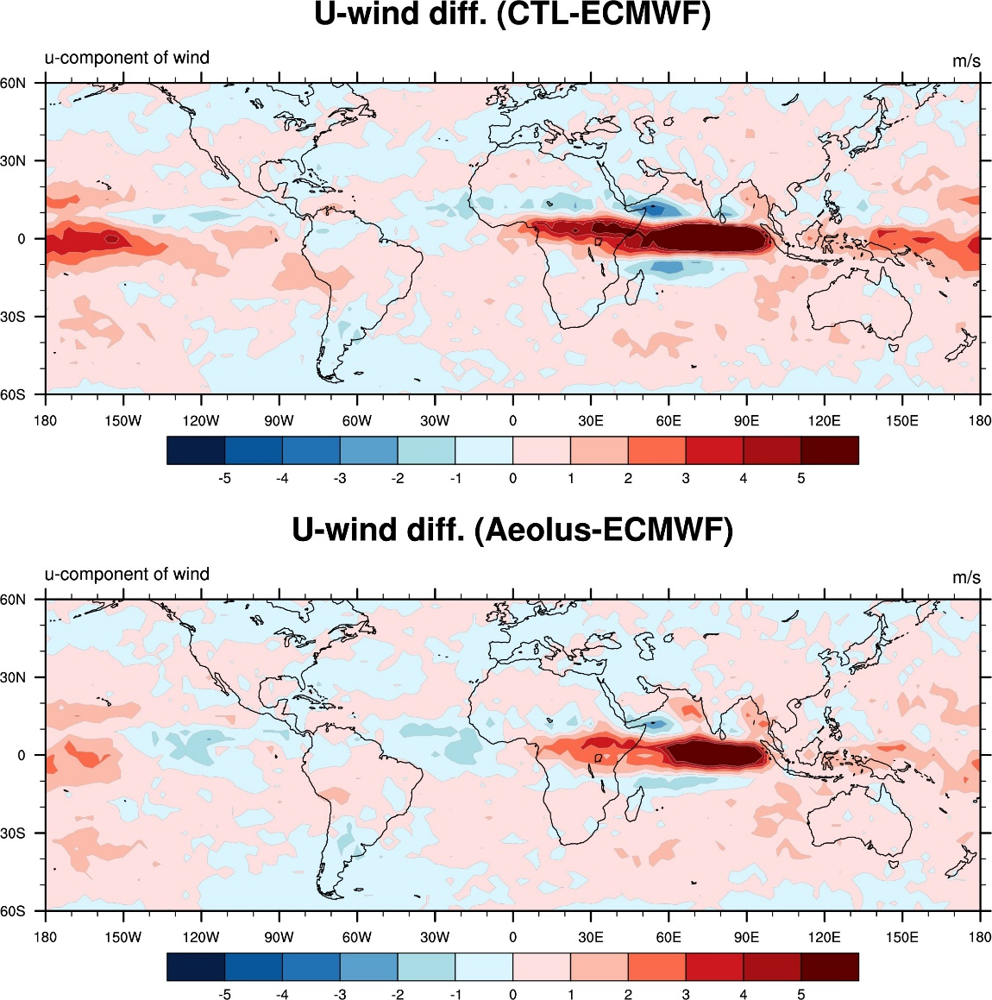 U-wind diff. (CTL-ECMWF)
u-component of wind m/s
60N
30N
0
30S
60S
180 150W 120W 90W 60W 30W 0 30E 60E 90E 120E 150E 180
-5 -4 -3 -2 -1 0 1 2 3 4 5
U-wind diff. (Aeolus-ECMWF)
u-component of wind m/s
60N
30N
0
30S
60S
180 150W 120W 90W 60W 30W 0 30E 60E 90E 120E 150E 180
-5 -4 -3 -2 -1 0 1 2 3 4 5